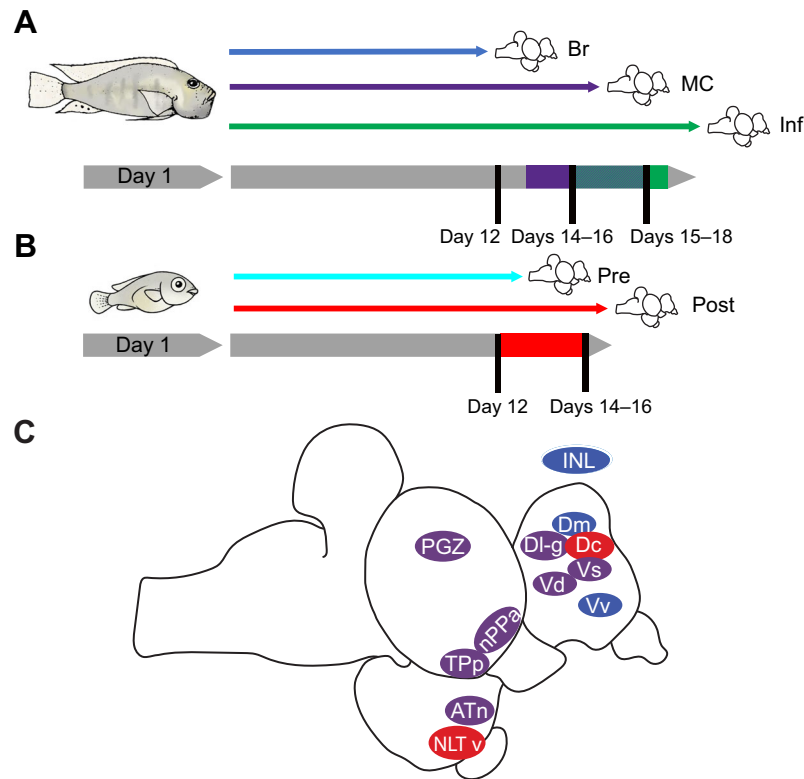 A
Br
MC
Inf
Day 1
Day 12 Days 14–16 Days 15–18
B
Pre
Post
Day 1
Day 12 Days 14–16
C
INL
Dm
PGZ Dl-g Dc
Vs
Vd
Vv
nPPa
TPp
ATn
NLT v